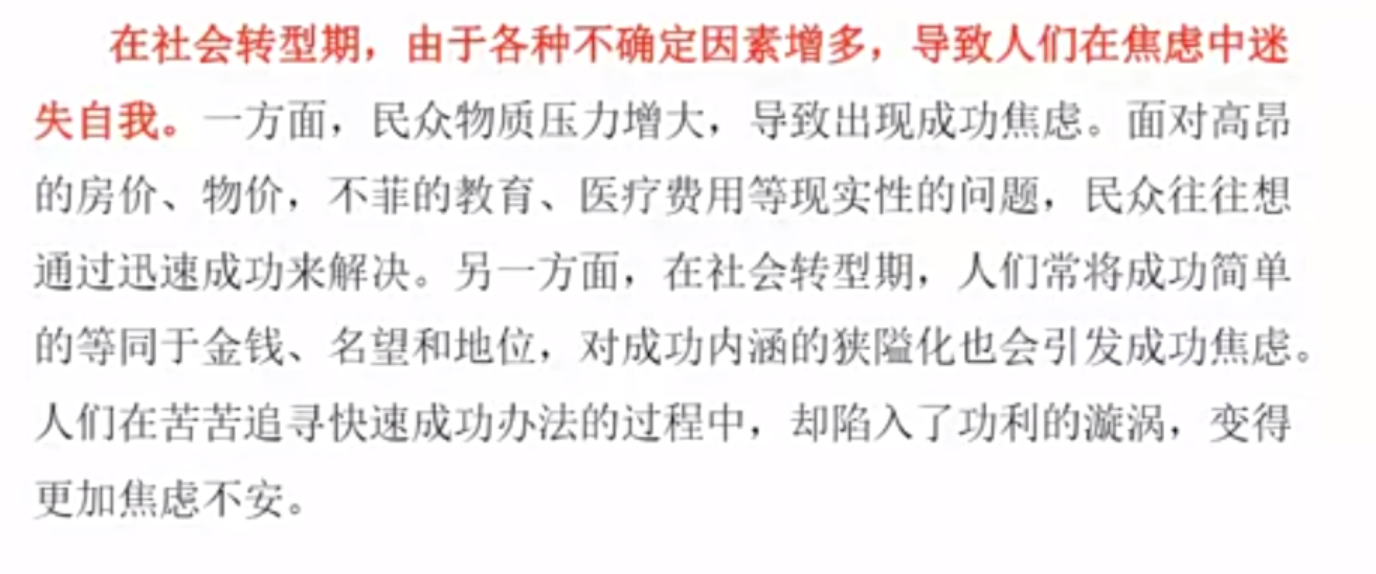 在社会转型期，由于各种不确定因素增多，导致人们在焦虑中迷
失自我。一方面，民众物质压力增大，导致出现成功焦虑。面对高昂
的房价、物价，不菲的教育、医疗费用等现实性的问题，民众往往想
通过迅速成功来解决。另一方面，在社会转型期，人们常将成功简单
的等同于金钱、名望和地位，对成功内涵的狭隘化也会引发成功焦虑。
人们在苦苦追寻快速成功办法的过程中，却陷入了功利的漩涡，变得
更加焦虑不安。